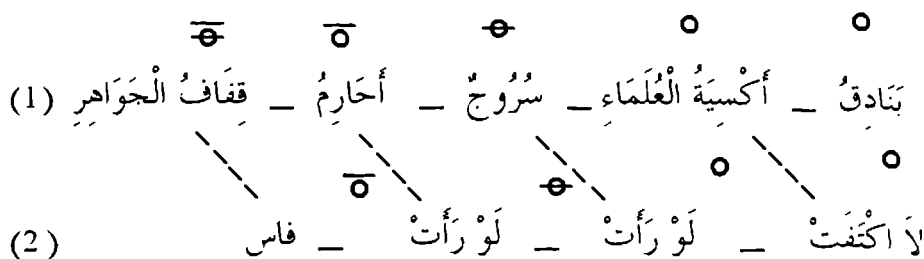 (1) بَنَادِقُ – أَكْسِيَةُ الْعُلَمَاءِ – سُرُوجٌ – أَحَارِمُ – قِفَافُ الْجَوَاهِرِ
(2) لاَ اكْتَفَتْ – لَوْ رَأَتْ – لَوْ رَأَتْ – فاس